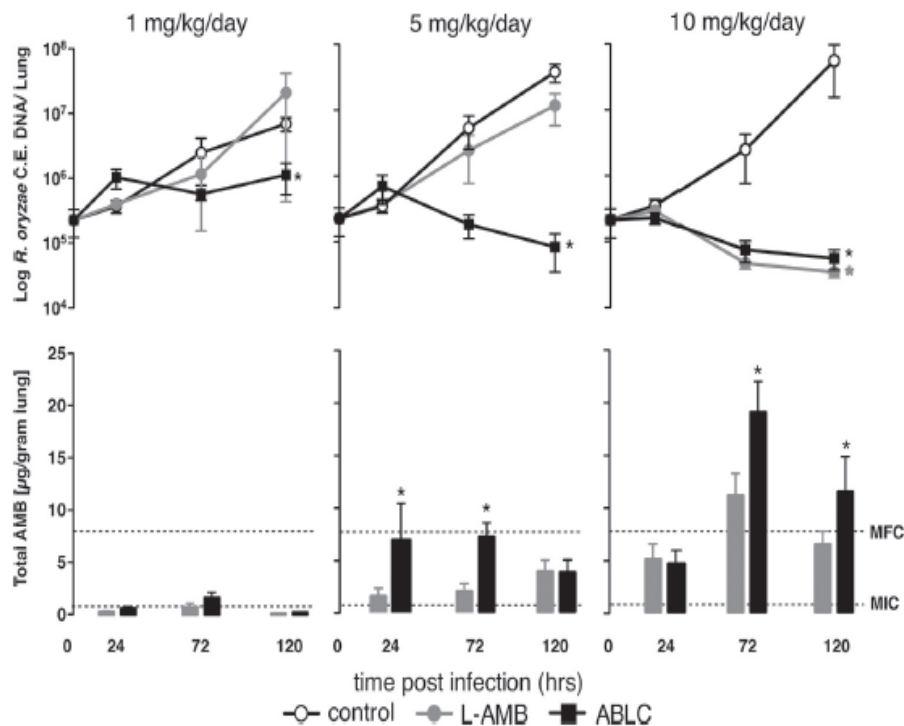 1 mg/kg/day
5 mg/kg/day
10 mg/kg/day
Log R. oryzae C.E. DNA/ Lung
10⁸
10⁷
10⁶
10⁵
10⁴
*
*
*
*
Total AMB [µg/gram lung]
25
20
15
10
5
0
*
*
*
*
MFC
MIC
0 24 72 120
0 24 72 120
0 24 72 120
time post infection (hrs)
control L-AMB ABLC